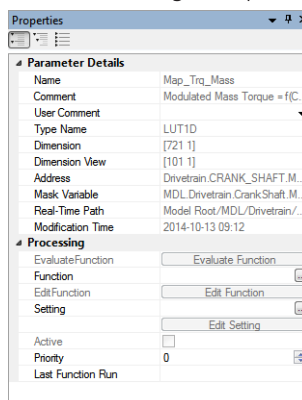 Properties
Parameter Details
Name Map_Trq_Mass
Comment Modulated Mass Torque = f(C...
User Comment
Type Name LUT1D
Dimension [721 1]
Dimension View [101 1]
Address Drivetrain.CRANK_SHAFT.M...
Mask Variable MDL.Drivetrain.CrankShaft.M...
Real-Time Path Model Root/MDL/Drivetrain/...
Modification Time 2014-10-13 09:12
Processing
EvaluateFunction Evaluate Function
Function ...
EditFunction Edit Function
Setting ...
Edit Setting
Active
Priority 0
Last Function Run